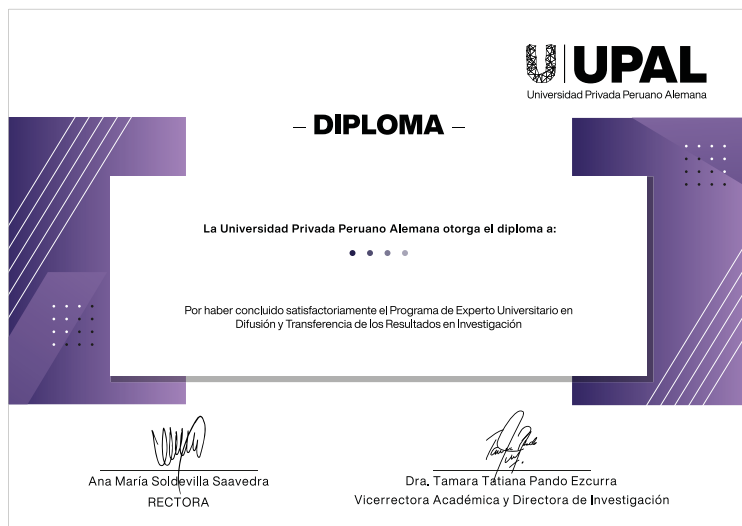 UPAL
Universidad Privada Peruano Alemana
– DIPLOMA –
La Universidad Privada Peruano Alemana otorga el diploma a:
Por haber concluido satisfactoriamente el Programa de Experto Universitario en
Difusión y Transferencia de los Resultados en Investigación
Ana María Soldevilla Saavedra
RECTORA
Dra. Tamara Tatiana Pando Ezcurra
Vicerrectora Académica y Directora de Investigación